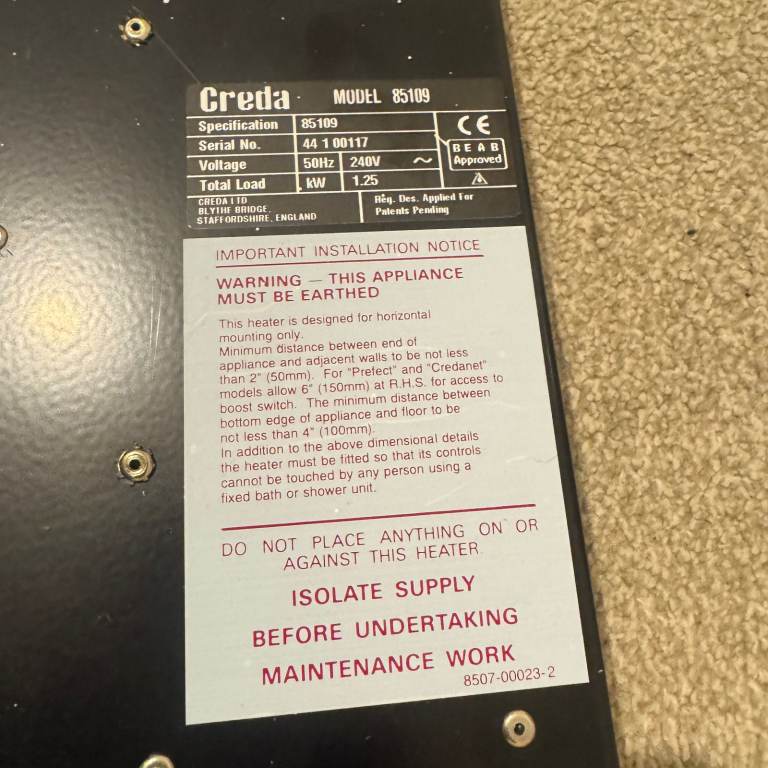 Creda MODEL 85109
Specification 85109
Serial No. 44 1 00117
Voltage 50Hz 240V ~
Total Load kW 1.25
CE
BEAB
Approved
CREDA LTD
BLYTHE BRIDGE,
STAFFORDSHIRE, ENGLAND
Reg. Des. Applied For
Patents Pending
IMPORTANT INSTALLATION NOTICE
WARNING — THIS APPLIANCE
MUST BE EARTHED
This heater is designed for horizontal
mounting only.
Minimum distance between end of
appliance and adjacent walls to be not less
than 2" (50mm). For "Prefect" and "Credanet"
models allow 6" (150mm) at R.H.S. for access to
boost switch. The minimum distance between
bottom edge of appliance and floor to be
not less than 4" (100mm).
In addition to the above dimensional details
the heater must be fitted so that its controls
cannot be touched by any person using a
fixed bath or shower unit.
DO NOT PLACE ANYTHING ON OR
AGAINST THIS HEATER
ISOLATE SUPPLY
BEFORE UNDERTAKING
MAINTENANCE WORK
8507-00023-2